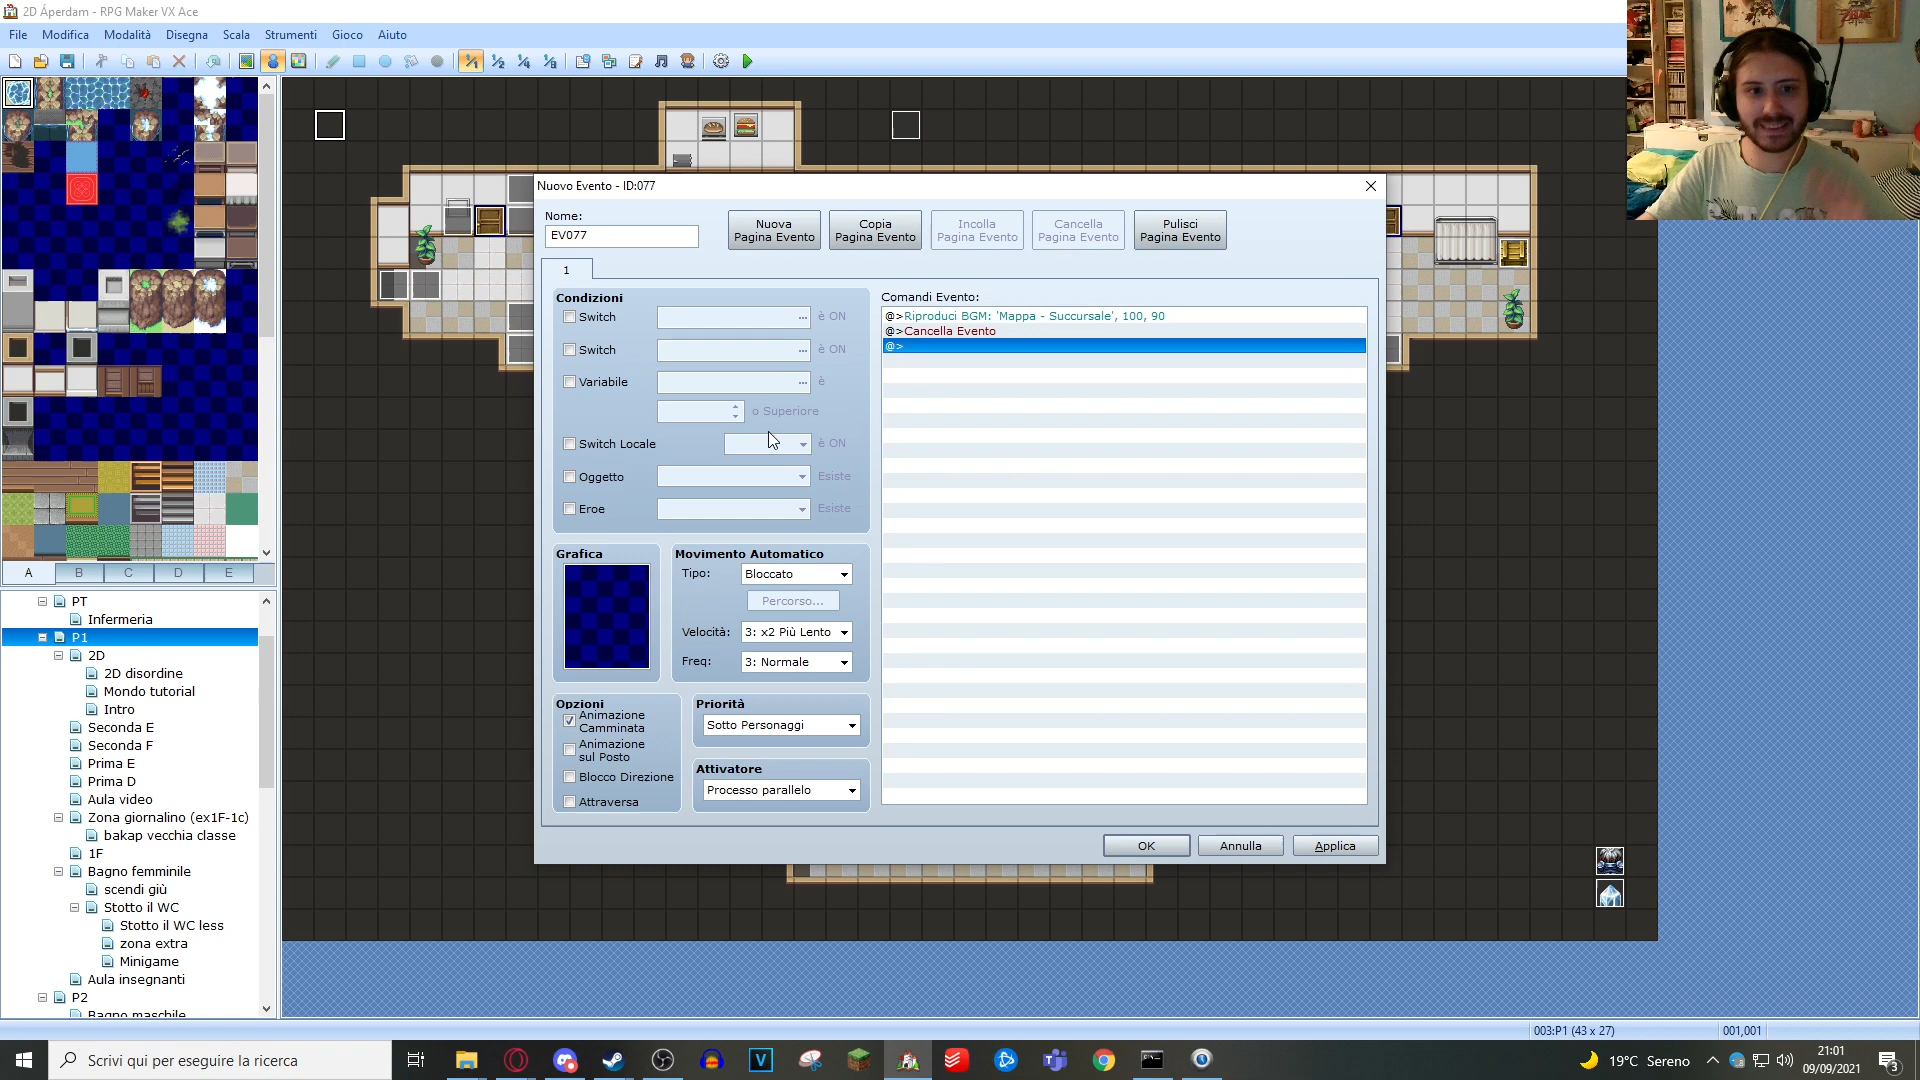 2D Áperdam - RPG Maker VX Ace
File Modifica Modalità Disegna Scala Strumenti Gioco Aiuto
Nuovo Evento - ID:077
Nome:
EV077
Nuova Pagina Evento
Copia Pagina Evento
Incolla Pagina Evento
Cancella Pagina Evento
Pulisci Pagina Evento
1
Condizioni
Switch ... è ON
Switch ... è ON
Variabile ... è
o Superiore
Switch Locale è ON
Oggetto Esiste
Eroe Esiste
Grafica
Movimento Automatico
Tipo: Bloccato
Percorso...
Velocità: 3: x2 Più Lento
Freq: 3: Normale
Opzioni
Animazione Camminata
Animazione sul Posto
Blocco Direzione
Attraversa
Priorità
Sotto Personaggi
Attivatore
Processo parallelo
Comandi Evento:
@>Riproduci BGM: 'Mappa - Succursale', 100, 90
@>Cancella Evento
@>
OK Annulla Applica
A B C D E
PT
Infermeria
P1
2D
2D disordine
Mondo tutorial
Intro
Seconda E
Seconda F
Prima E
Prima D
Aula video
Zona giornalino (ex1F-1c)
bakap vecchia classe
1F
Bagno femminile
scendi giù
Stotto il WC
Stotto il WC less
zona extra
Minigame
Aula insegnanti
P2
Bagno maschile
003:P1 (43 x 27) 001,001
Scrivi qui per eseguire la ricerca
19°C Sereno
21:01
09/09/2021
3